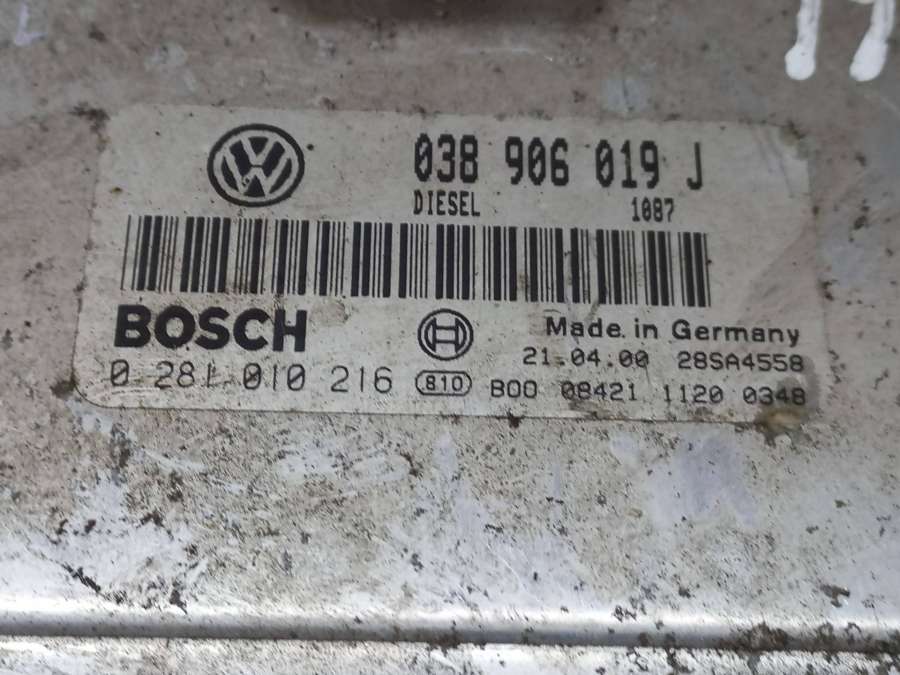 038 906 019 J
DIESEL 1087
BOSCH
Made in Germany
21.04.00 28SA4558
0 281 010 216 810 B00 08421 1120 0348